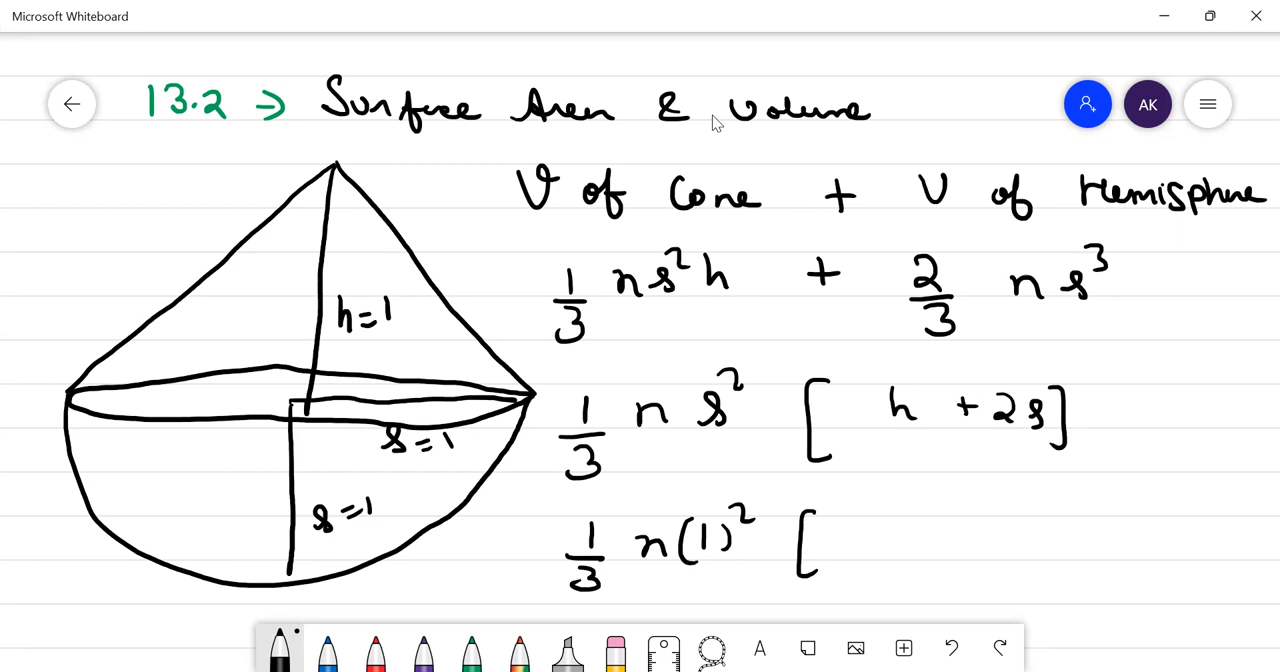 Microsoft Whiteboard
13.2 ⇒ Surface Area & Volume
AK
V of Cone + V of Hemisphere
1/3 πr²h + 2/3 πr³
h=1
1/3 πr² [ h + 2r]
r=1
r=1
1/3 π(1)² [
A